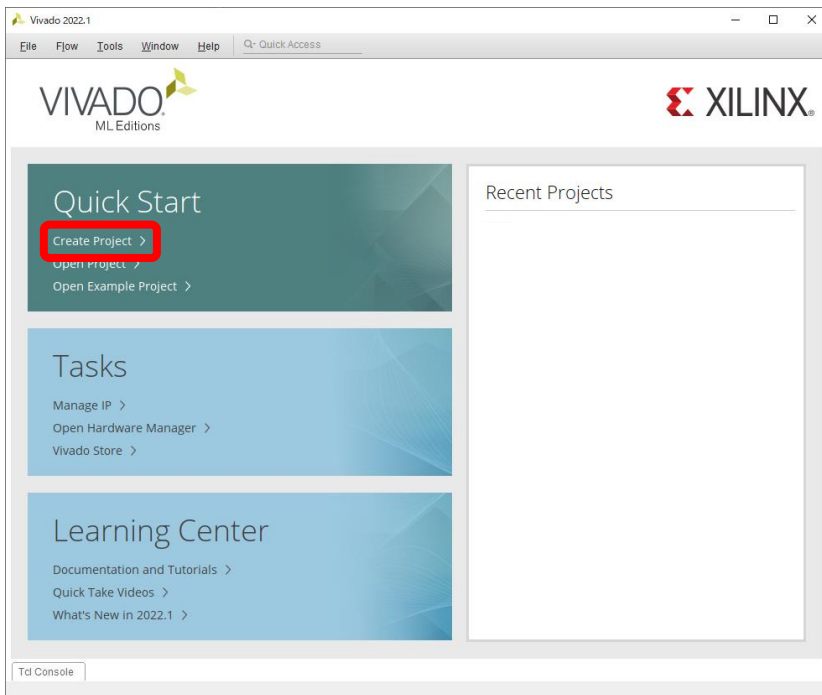 Vivado 2022.1
File Flow Tools Window Help Q- Quick Access
VIVADO.
ML Editions
XILINX®
Quick Start
Create Project >
Open Project >
Open Example Project >
Recent Projects
Tasks
Manage IP >
Open Hardware Manager >
Vivado Store >
Learning Center
Documentation and Tutorials >
Quick Take Videos >
What's New in 2022.1 >
Tcl Console